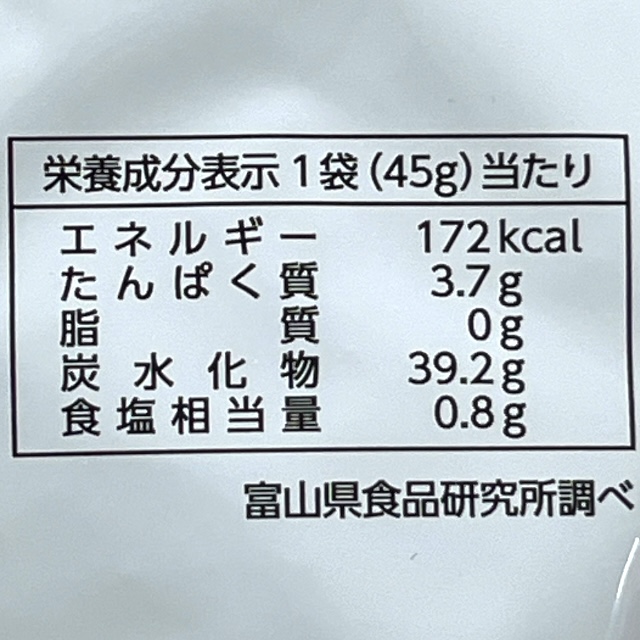 栄養成分表示 1袋(45g)当たり
エネルギー 172kcal
たんぱく質 3.7g
脂質 0g
炭水化物 39.2g
食塩相当量 0.8g
富山県食品研究所調べ